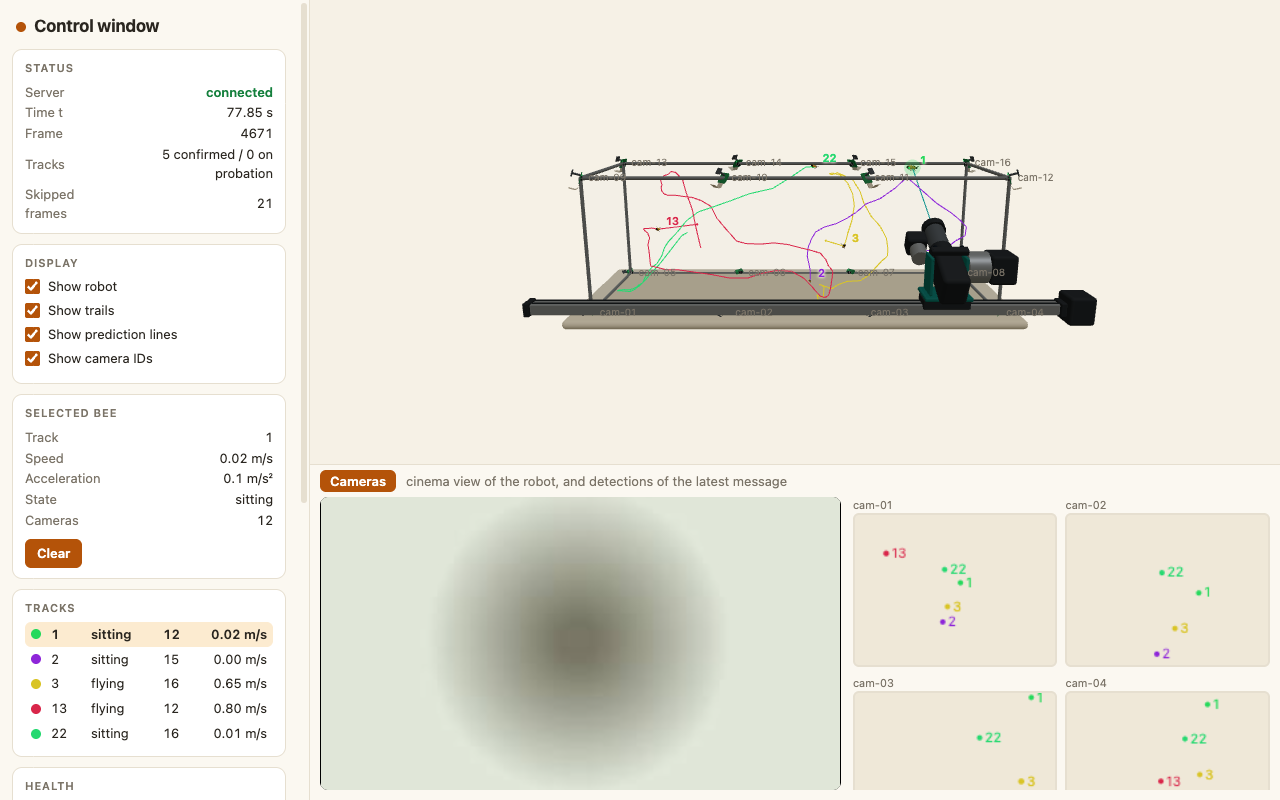 Control window
STATUS
Server connected
Time t 77.85 s
Frame 4671
Tracks 5 confirmed / 0 on probation
Skipped frames 21
DISPLAY
Show robot
Show trails
Show prediction lines
Show camera IDs
SELECTED BEE
Track 1
Speed 0.02 m/s
Acceleration 0.1 m/s²
State sitting
Cameras 12
Clear
TRACKS
1 sitting 12 0.02 m/s
2 sitting 15 0.00 m/s
3 flying 16 0.65 m/s
13 flying 12 0.80 m/s
22 sitting 16 0.01 m/s
HEALTH
22 1
cam-13 cam-14 cam-15 cam-16
cam-12
13
3
2
cam-08
cam-01 cam-02 cam-03 cam-04
Cameras cinema view of the robot, and detections of the latest message
cam-01
13
22
1
3
2
cam-02
22
1
3
2
cam-03
1
22
3
cam-04
1
22
13 3